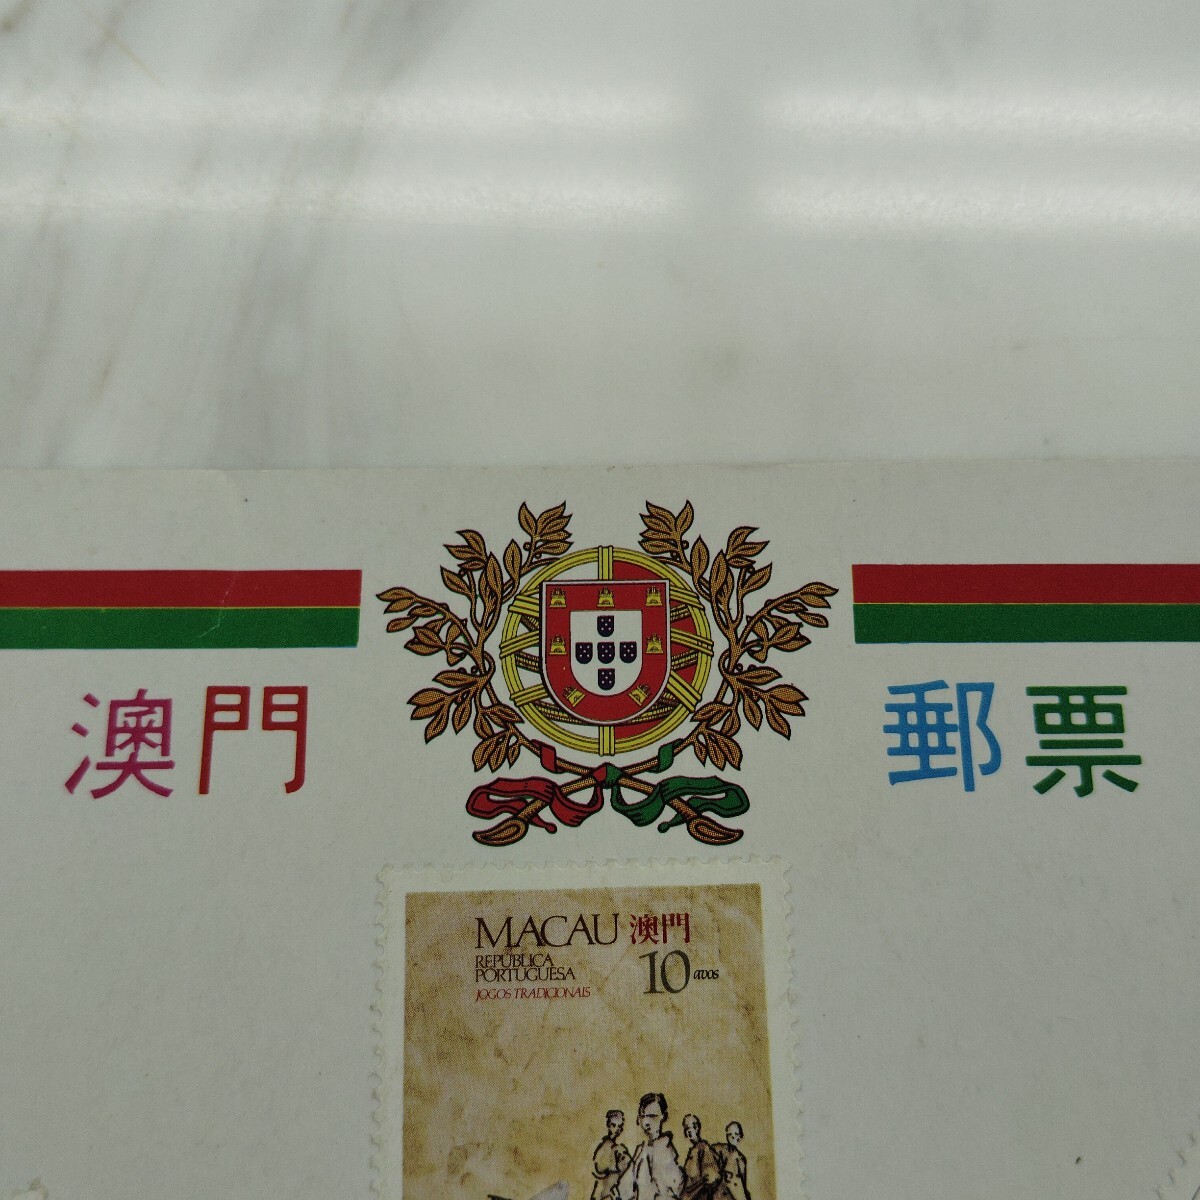 澳門 郵票
MACAU 澳門
REPÚBLICA
PORTUGUESA
10 avos
JOGOS TRADICIONAIS